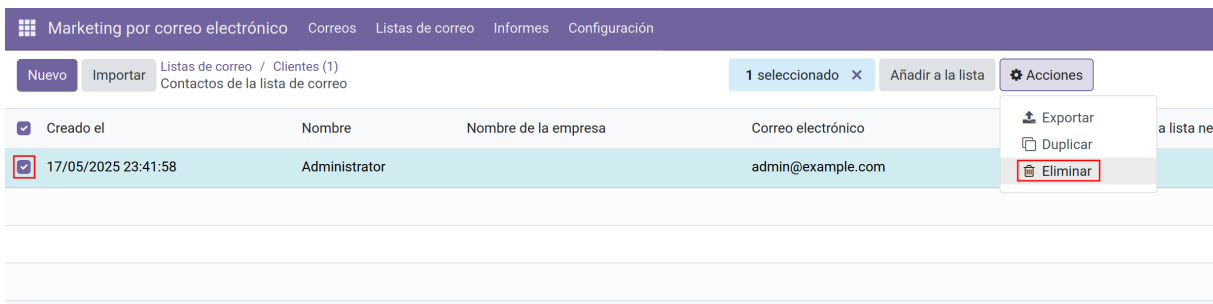 Marketing por correo electrónico Correos Listas de correo Informes Configuración
Nuevo Importar Listas de correo / Clientes (1) 1 seleccionado × Añadir a la lista Acciones
Contactos de la lista de correo
Exportar
Creado el Nombre Nombre de la empresa Correo electrónico a lista ne
Duplicar
17/05/2025 23:41:58 Administrator admin@example.com Eliminar